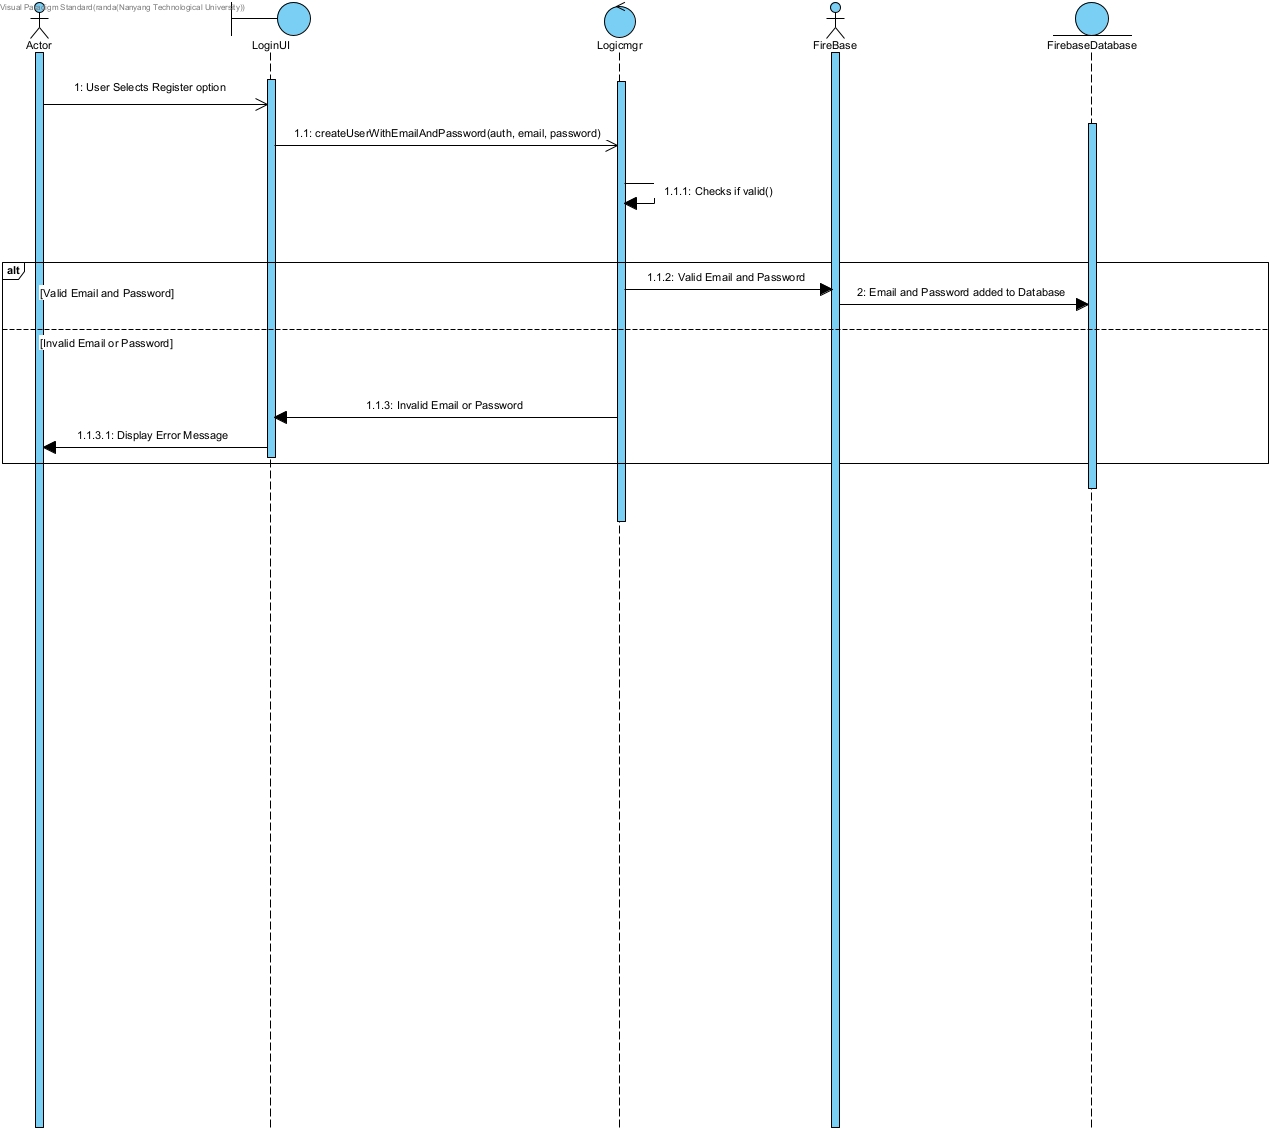 Visual Paradigm Standard(randa(Nanyang Technological University))
Actor
LoginUI
Logicmgr
FireBase
FirebaseDatabase
1: User Selects Register option
1.1: createUserWithEmailAndPassword(auth, email, password)
1.1.1: Checks if valid()
alt
1.1.2: Valid Email and Password
[Valid Email and Password]
2: Email and Password added to Database
[Invalid Email or Password]
1.1.3: Invalid Email or Password
1.1.3.1: Display Error Message